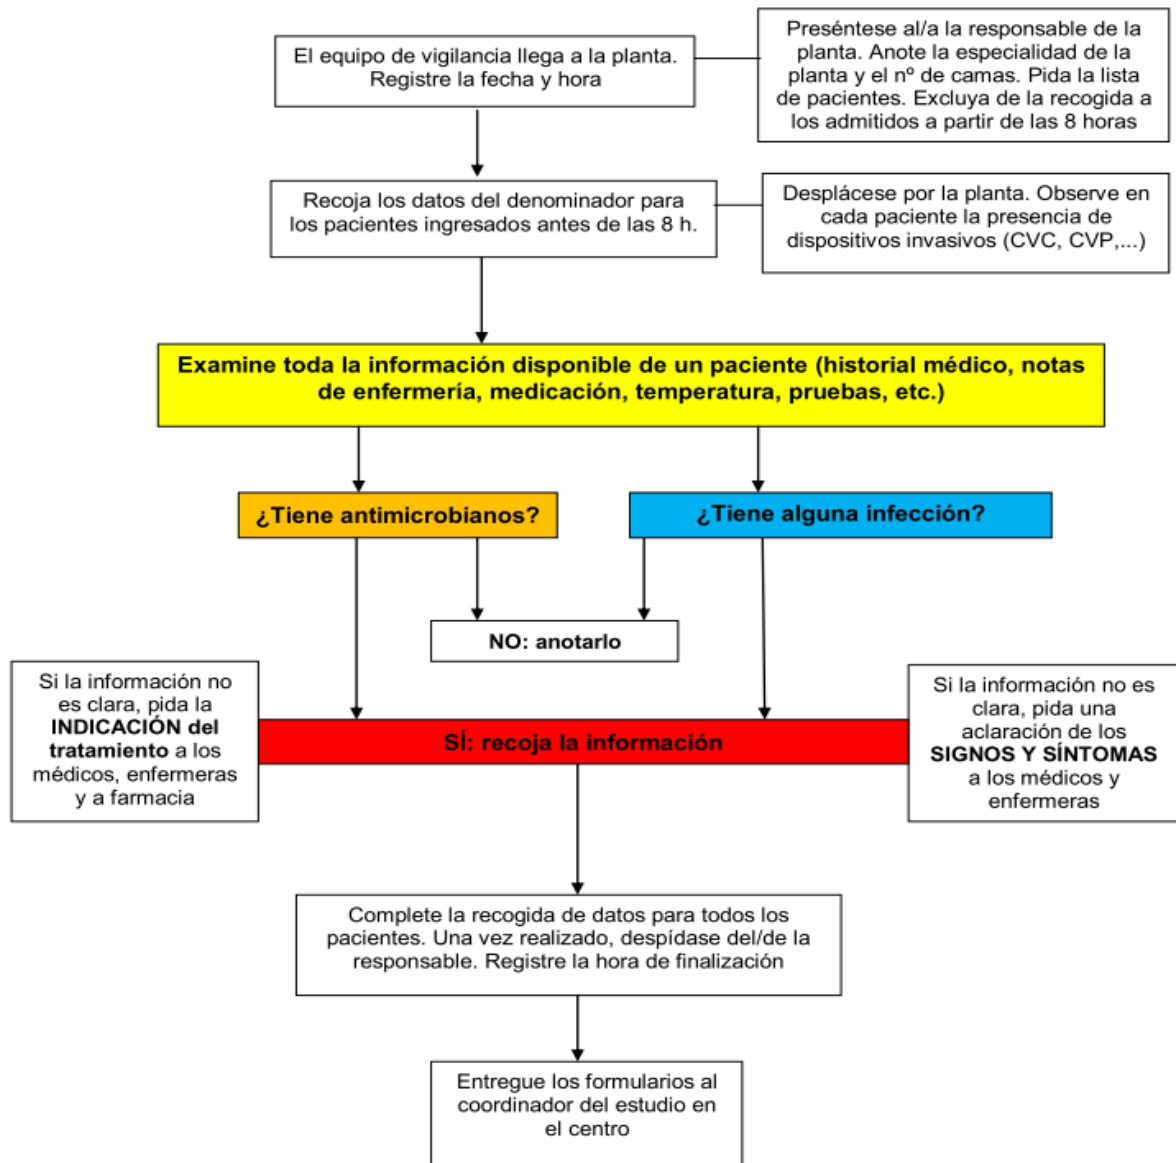 El equipo de vigilancia llega a la planta.
Registre la fecha y hora
Preséntese al/a la responsable de la
planta. Anote la especialidad de la
planta y el nº de camas. Pida la lista
de pacientes. Excluya de la recogida a
los admitidos a partir de las 8 horas
Recoja los datos del denominador para
los pacientes ingresados antes de las 8 h.
Desplácese por la planta. Observe en
cada paciente la presencia de
dispositivos invasivos (CVC, CVP,...)
Examine toda la información disponible de un paciente (historial médico, notas
de enfermería, medicación, temperatura, pruebas, etc.)
¿Tiene antimicrobianos?
¿Tiene alguna infección?
NO: anotarlo
Si la información no
es clara, pida la
INDICACIÓN del
tratamiento a los
médicos, enfermeras
y a farmacia
SÍ: recoja la información
Si la información no es
clara, pida una
aclaración de los
SIGNOS Y SÍNTOMAS
a los médicos y
enfermeras
Complete la recogida de datos para todos los
pacientes. Una vez realizado, despídase del/de la
responsable. Registre la hora de finalización
Entregue los formularios al
coordinador del estudio en
el centro